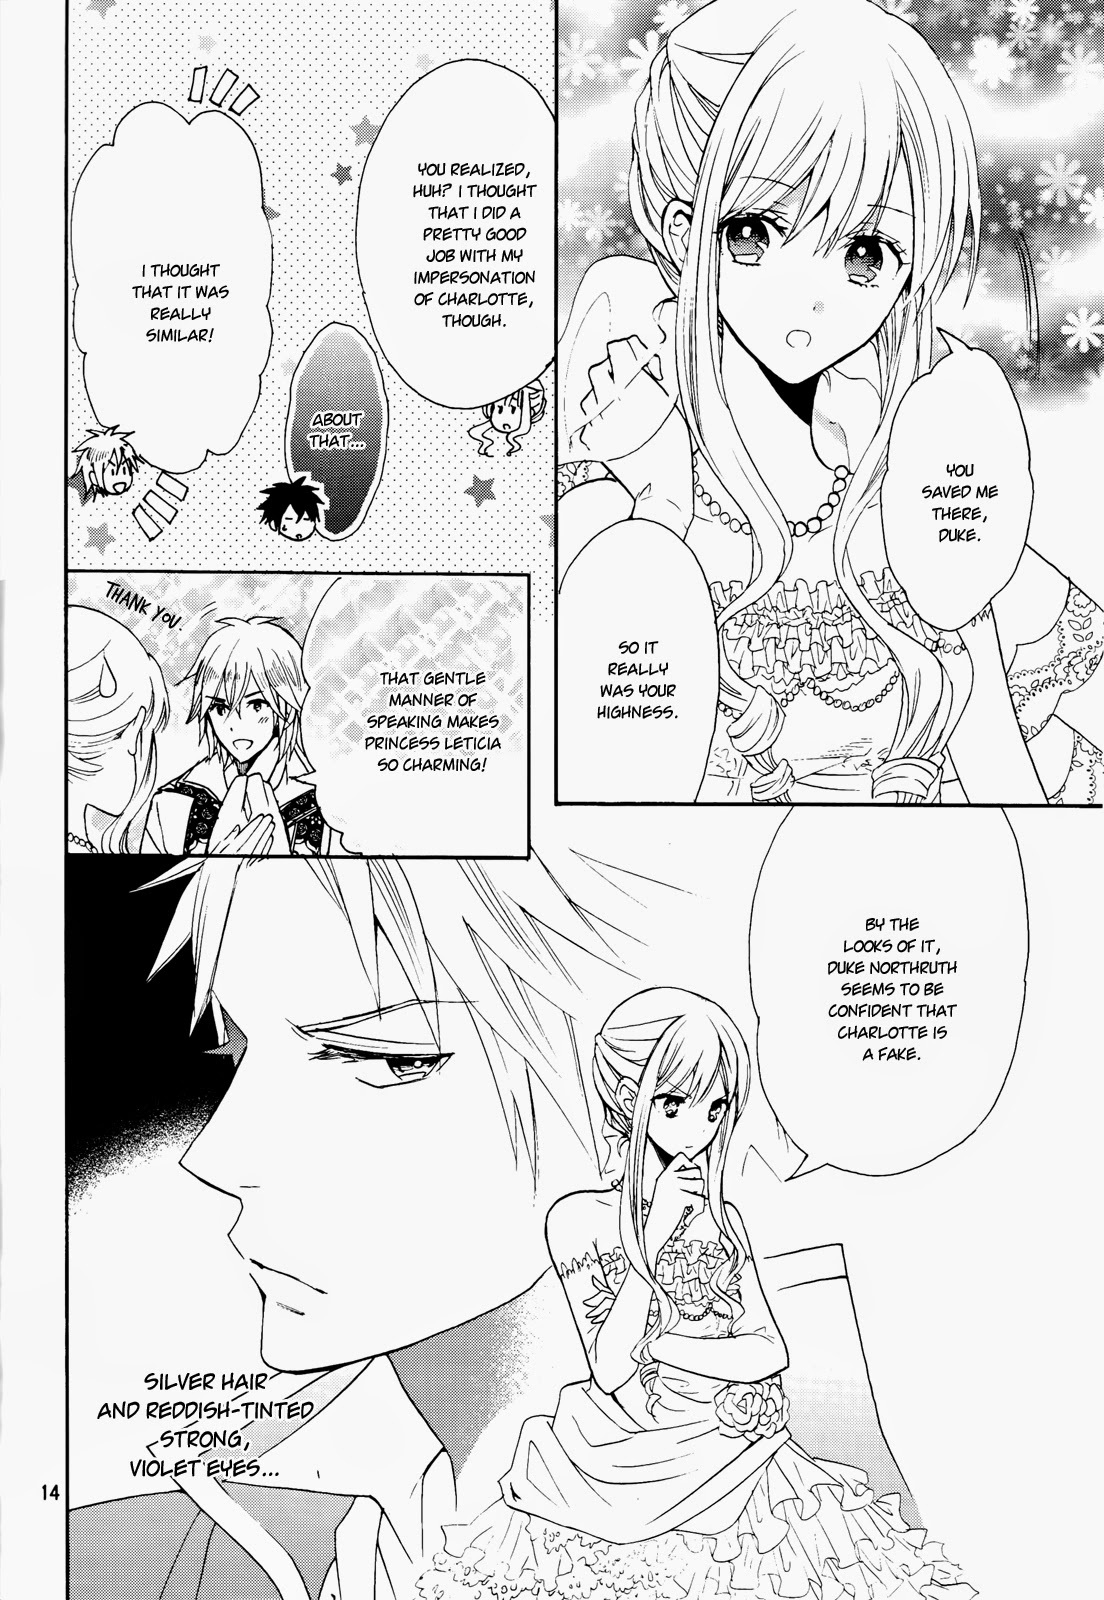 YOU
SAVED ME
THERE,
DUKE.
SO IT
REALLY
WAS YOUR
HIGHNESS.
YOU REALIZED,
HUH? I THOUGHT
THAT I DID A
PRETTY GOOD
JOB WITH MY
IMPERSONATION
OF CHARLOTTE,
THOUGH.
ABOUT
THAT...
I THOUGHT
THAT IT WAS
REALLY
SIMILAR!
THAT GENTLE
MANNER OF
SPEAKING MAKES
PRINCESS LETICIA
SO CHARMING!
THANK YOU.
BY THE
LOOKS OF IT,
DUKE NORTHRUTH
SEEMS TO BE
CONFIDENT THAT
CHARLOTTE IS
A FAKE.
SILVER HAIR
AND REDDISH-TINTED
STRONG,
VIOLET EYES...
14